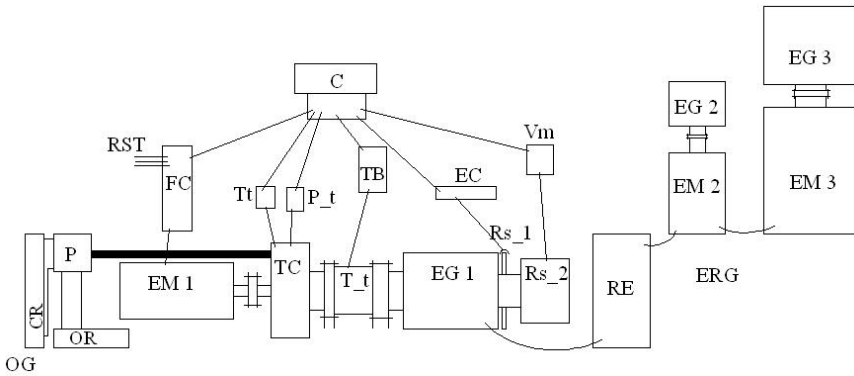 EG 3
C
EG 2
Vm
RST
FC
TB
EC
EM 2
EM 3
Tt
P_t
Rs_1
P
TC
EM 1
T_t
EG 1
Rs_2
RE
ERG
CR
OR
OG